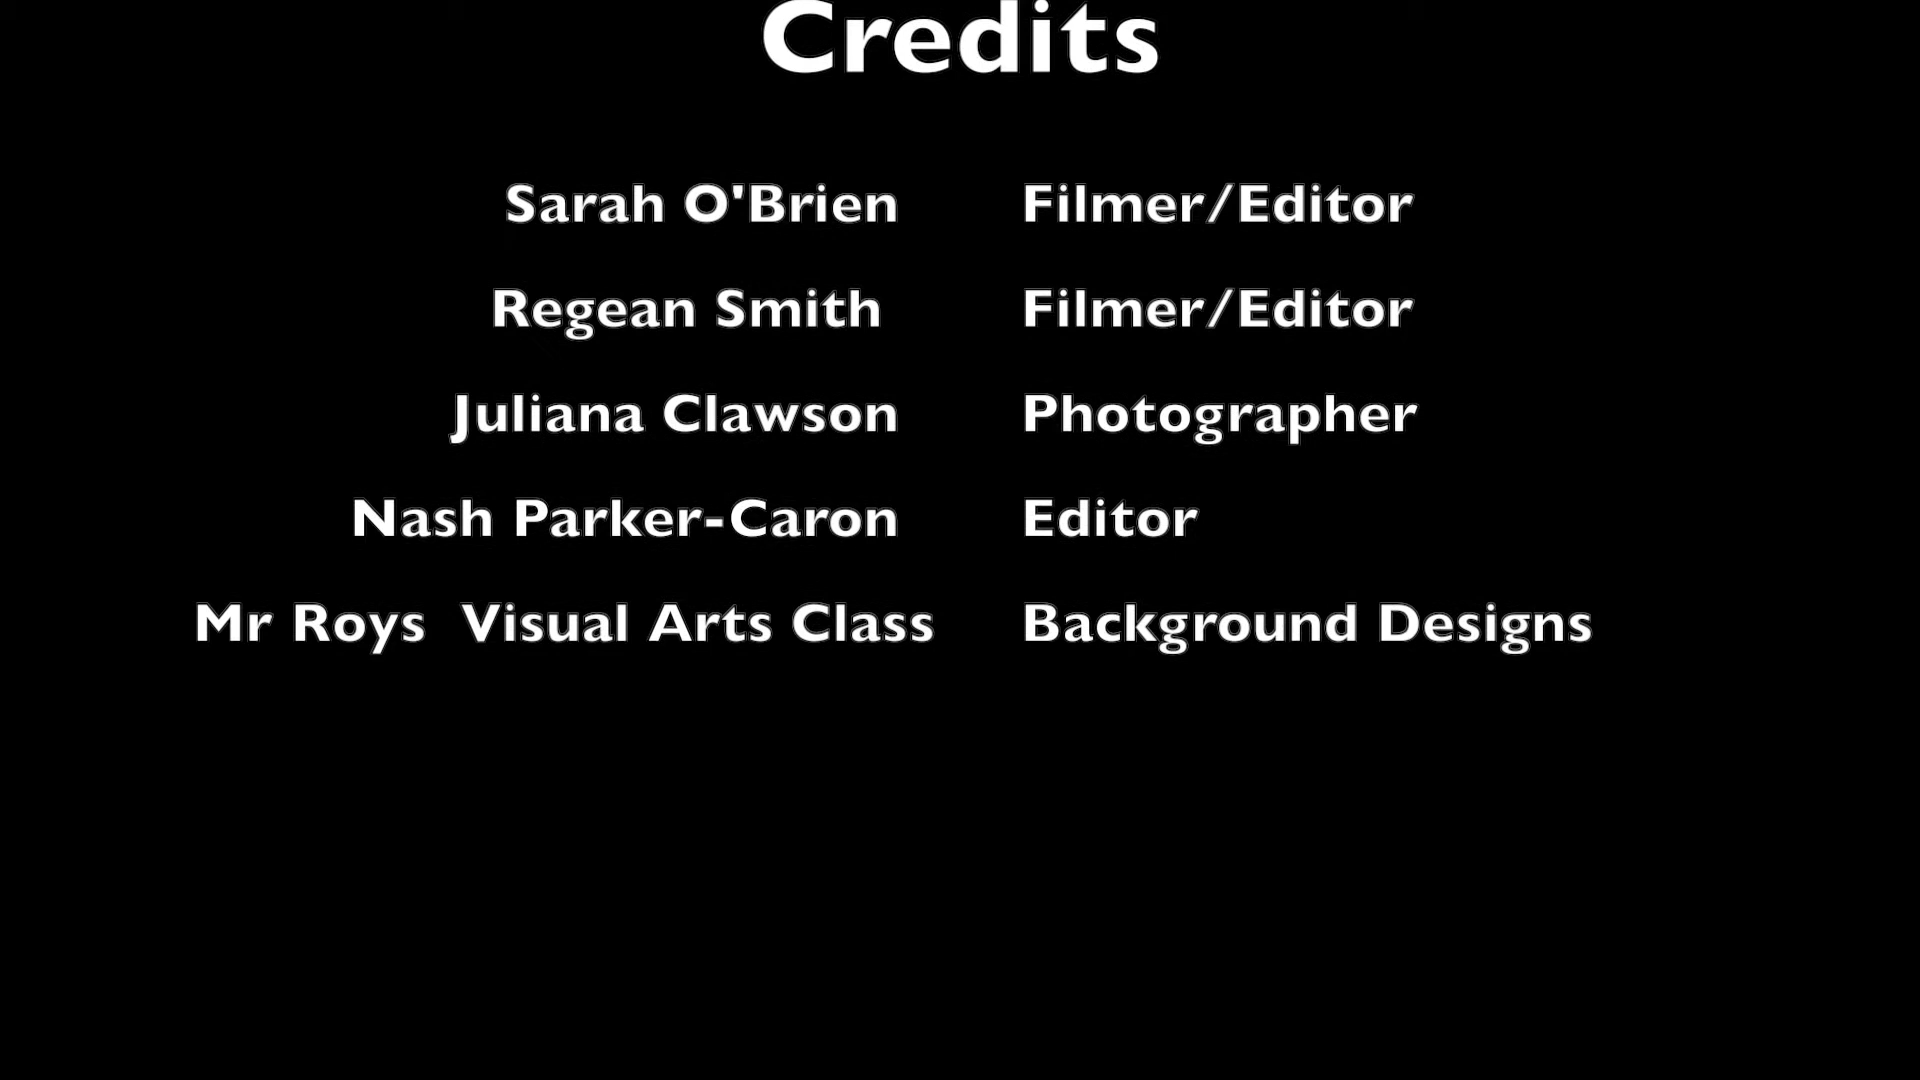 Credits
Sarah O'Brien Filmer/Editor
Regean Smith Filmer/Editor
Juliana Clawson Photographer
Nash Parker-Caron Editor
Mr Roys  Visual Arts Class Background Designs